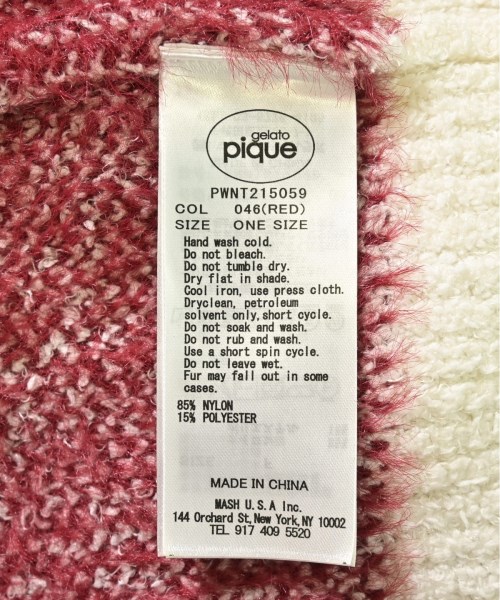 gelato
pique
PWNT215059
COL 046(RED)
SIZE ONE SIZE
Hand wash cold.
Do not bleach.
Do not tumble dry.
Dry flat in shade.
Cool iron, use press cloth.
Dryclean, petroleum
solvent only,short cycle.
Do not soak and wash.
Do not rub and wash.
Use a short spin cycle.
Do not leave wet.
Fur may fall out in some
cases.
85% NYLON
15% POLYESTER
MADE IN CHINA
MASH U.S.A Inc.
144 Orchard St, New York, NY 10002
TEL 917 409 5520